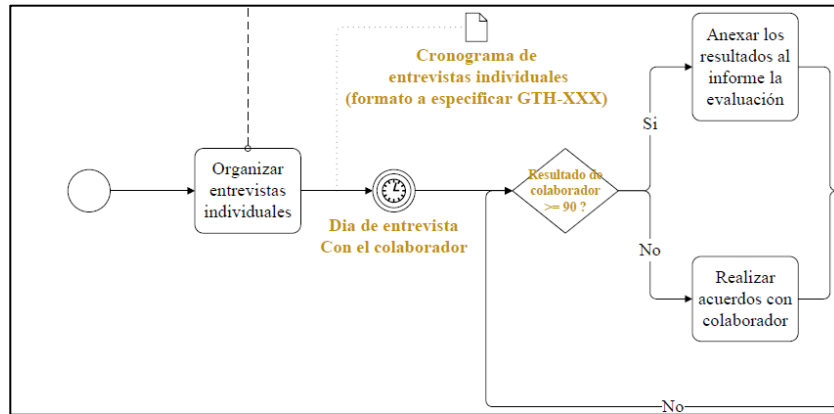 Cronograma de
entrevistas individuales
(formato a especificar GTH-XXX)
Anexar los
resultados al
informe la
evaluación
Si
Organizar
entrevistas
individuales
Dia de entrevista
Con el colaborador
Resultado de
colaborador
>= 90 ?
No
Realizar
acuerdos con
colaborador
No